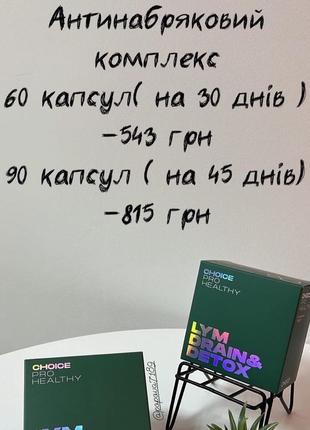 Антинабряковий
комплекс
60 капсул( на 30 днів )
-543 грн
90 капсул ( на 45 днів)
-815 грн
CHOICE
PRO
HEALTHY
LYM
DRAIN&
DETOX
CHOICE
PRO
HEALTHY